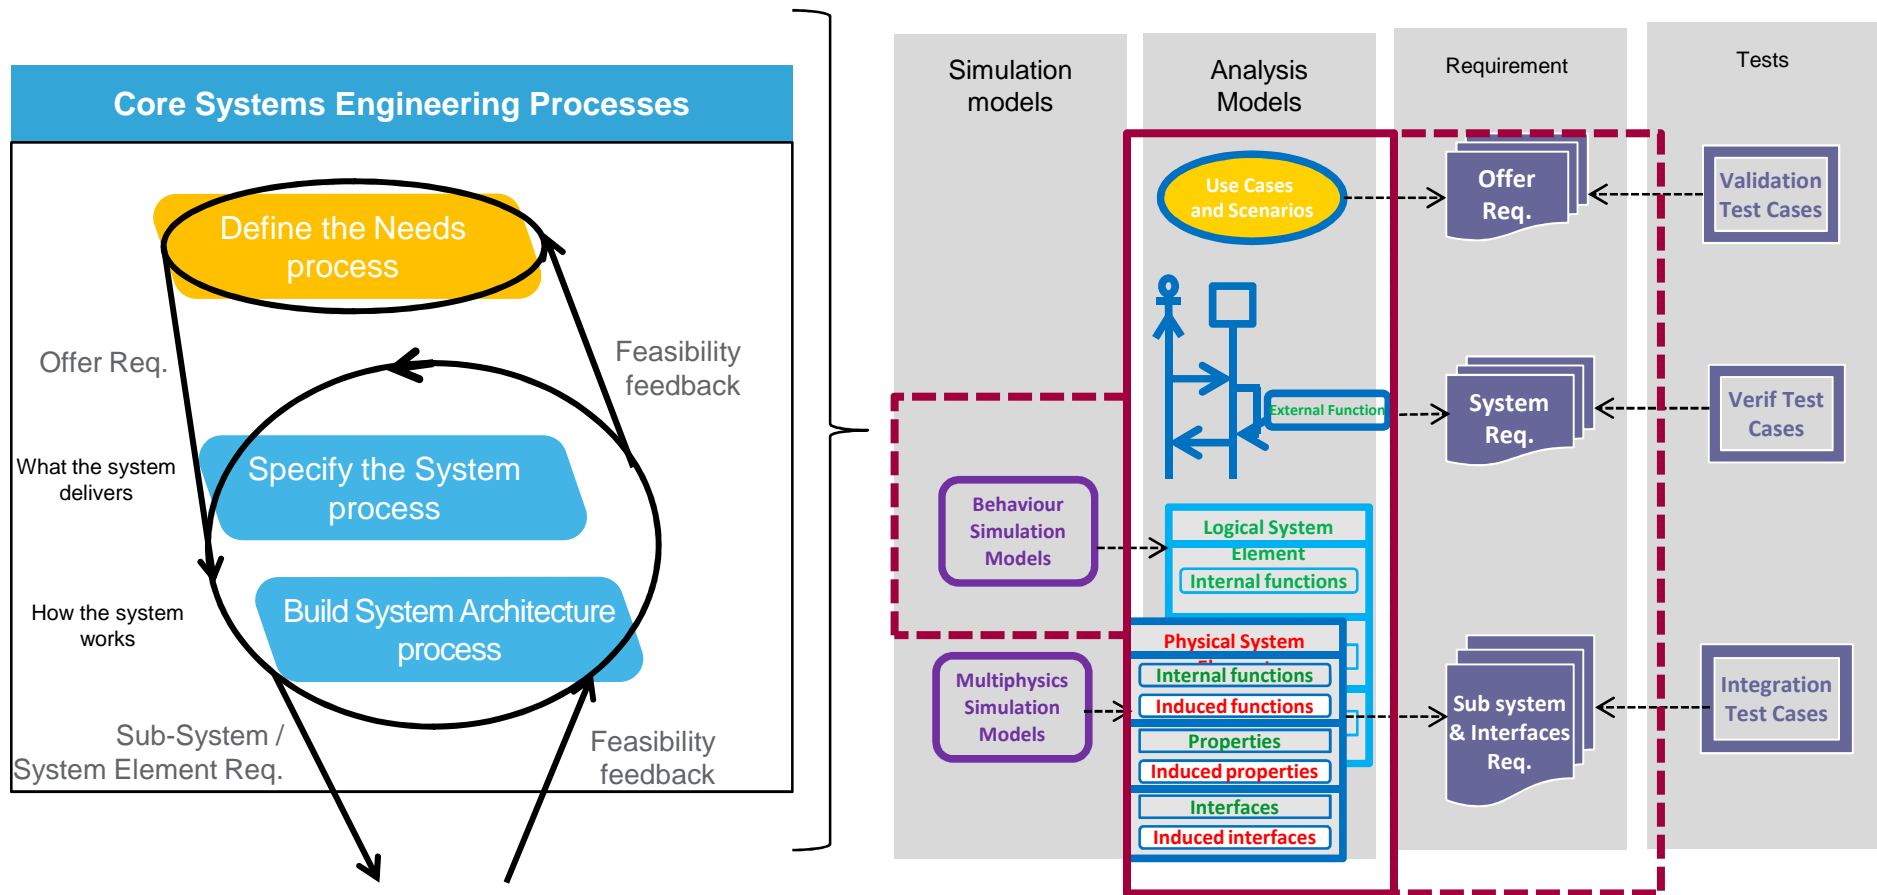 Core Systems Engineering Processes
Define the Needs
process
Offer Req.
Feasibility
feedback
What the system
delivers
Specify the System
process
How the system
works
Build System Architecture
process
Sub-System /
System Element Req.
Feasibility
feedback
Simulation
models
Analysis
Models
Requirement
Tests
Use Cases
and Scenarios
Offer
Req.
Validation
Test Cases
External Function
System
Req.
Verif Test
Cases
Behaviour
Simulation
Models
Logical System
Element
Internal functions
Multiphysics
Simulation
Models
Physical System
Internal functions
Induced functions
Properties
Induced properties
Interfaces
Induced interfaces
Sub system
& Interfaces
Req.
Integration
Test Cases